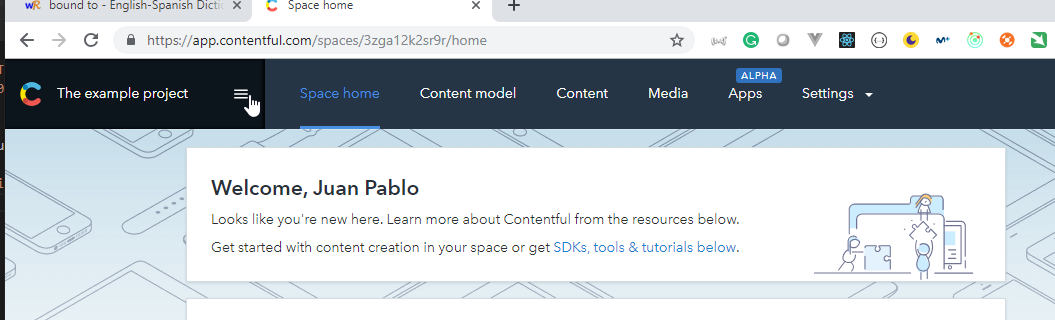 bound to - English-Spanish Dictio
Space home
https://app.contentful.com/spaces/3zga12k2sr9r/home
ALPHA
The example project
Space home
Content model
Content
Media
Apps
Settings
Welcome, Juan Pablo
Looks like you're new here. Learn more about Contentful from the resources below.
Get started with content creation in your space or get SDKs, tools & tutorials below.